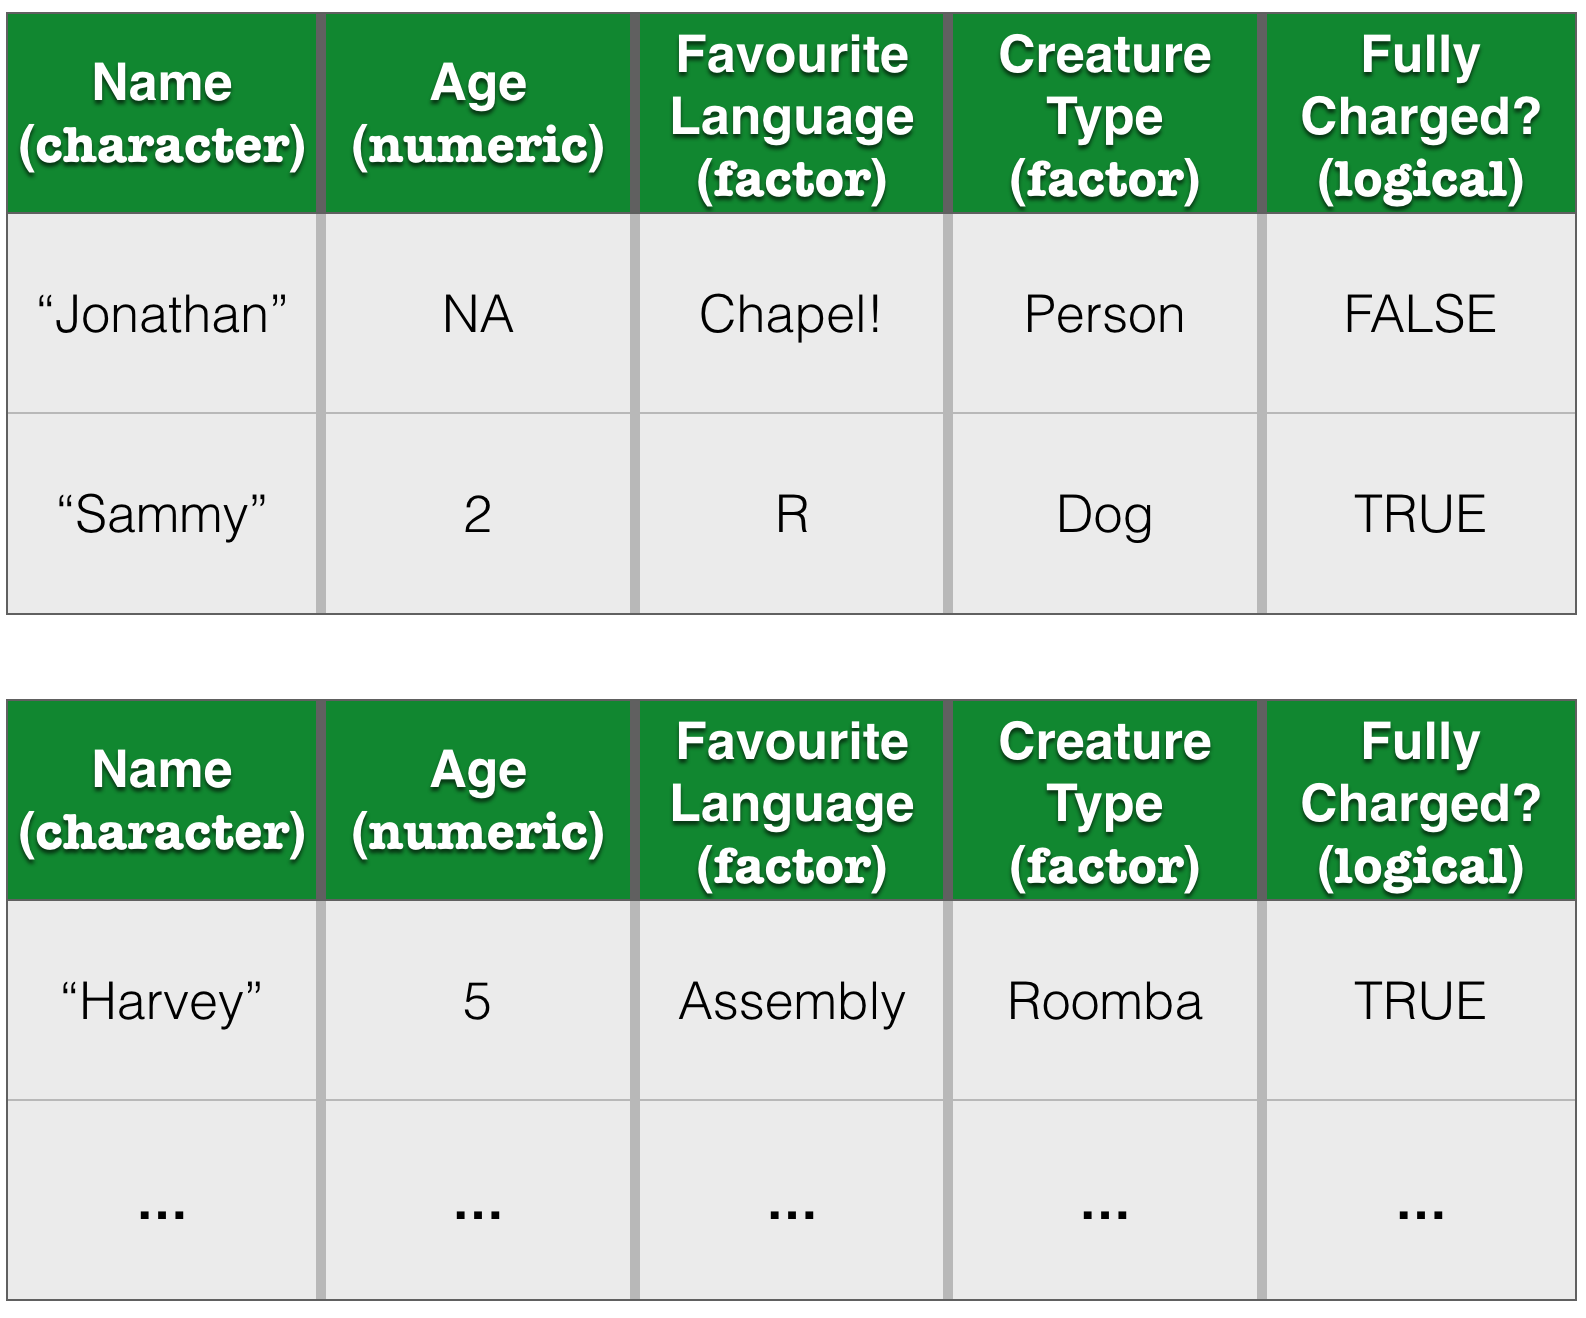 Name (character) Age (numeric) Favourite Language (factor) Creature Type (factor) Fully Charged? (logical)
“Jonathan” NA Chapel! Person FALSE
“Sammy” 2 R Dog TRUE
Name (character) Age (numeric) Favourite Language (factor) Creature Type (factor) Fully Charged? (logical)
“Harvey” 5 Assembly Roomba TRUE
... ... ... ... ...